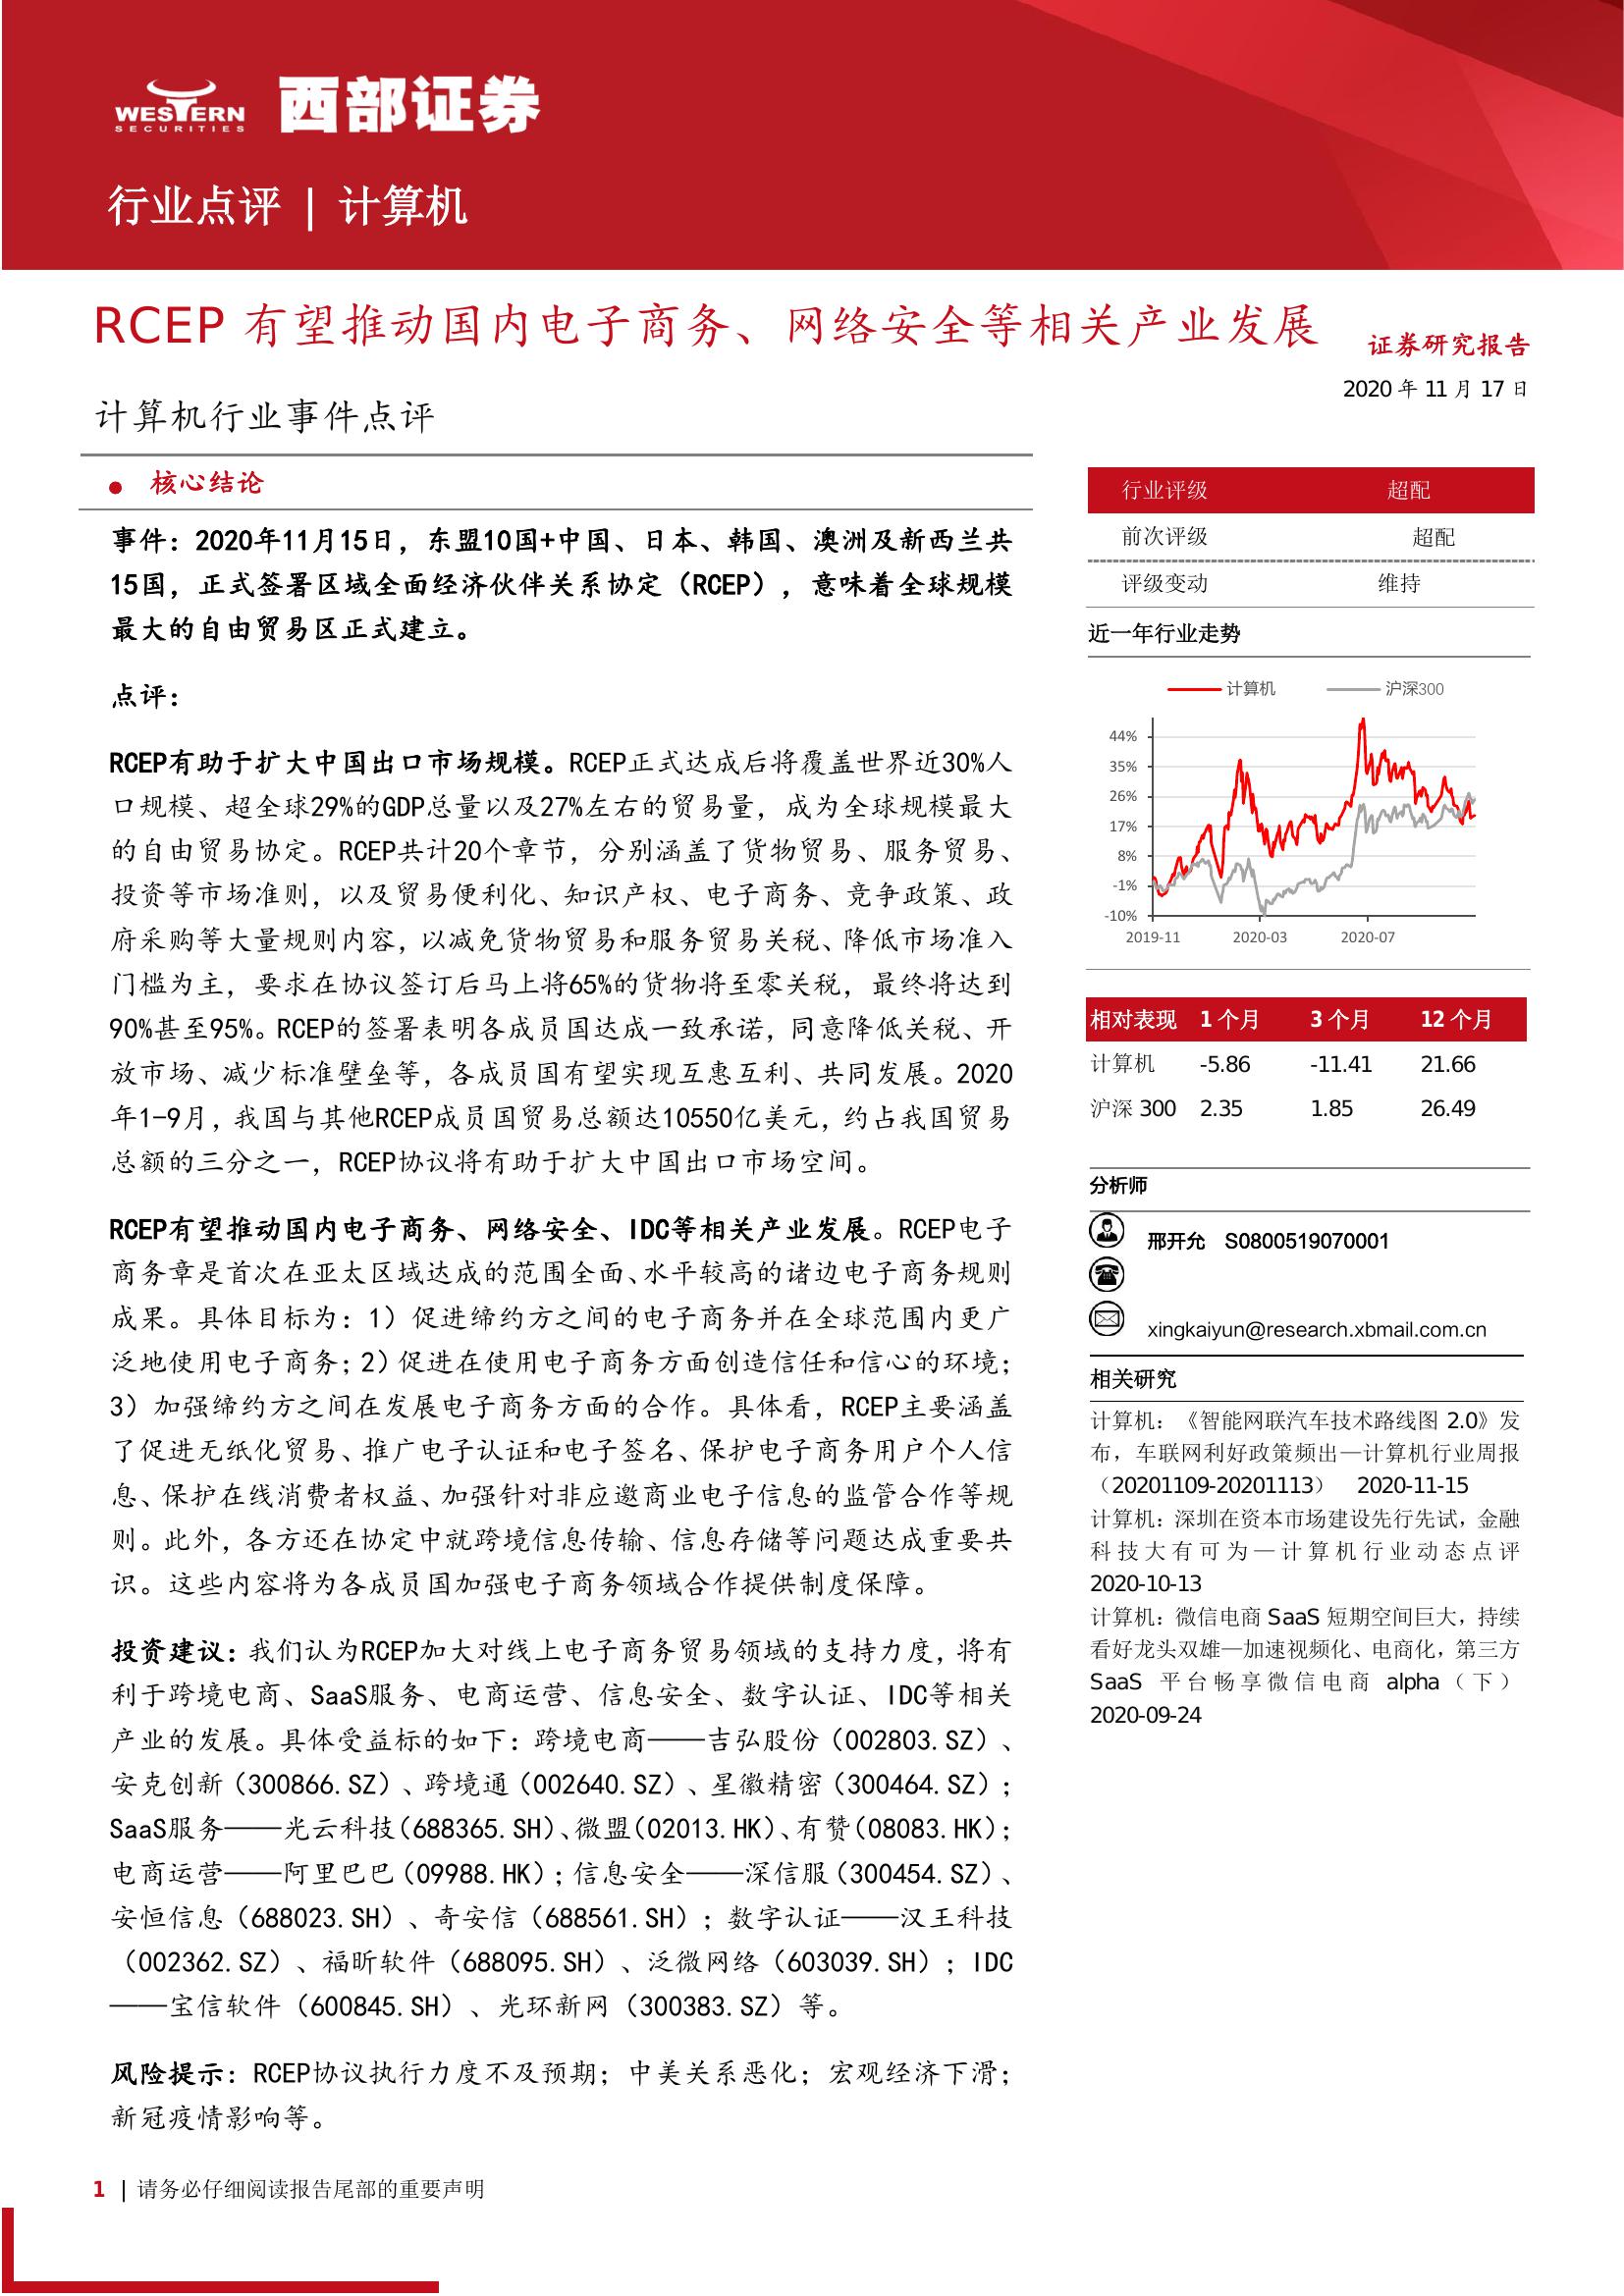 WESTERN
SECURITIES
西部证券
行业点评 | 计算机
RCEP 有望推动国内电子商务、网络安全等相关产业发展
证券研究报告
2020 年 11 月 17 日
计算机行业事件点评
● 核心结论
事件：2020年11月15日，东盟10国+中国、日本、韩国、澳洲及新西兰共
15国，正式签署区域全面经济伙伴关系协定（RCEP），意味着全球规模
最大的自由贸易区正式建立。
点评：
RCEP有助于扩大中国出口市场规模。RCEP正式达成后将覆盖世界近30%人
口规模、超全球29%的GDP总量以及27%左右的贸易量，成为全球规模最大
的自由贸易协定。RCEP共计20个章节，分别涵盖了货物贸易、服务贸易、
投资等市场准则，以及贸易便利化、知识产权、电子商务、竞争政策、政
府采购等大量规则内容，以减免货物贸易和服务贸易关税、降低市场准入
门槛为主，要求在协议签订后马上将65%的货物将至零关税，最终将达到
90%甚至95%。RCEP的签署表明各成员国达成一致承诺，同意降低关税、开
放市场、减少标准壁垒等，各成员国有望实现互惠互利、共同发展。2020
年1-9月，我国与其他RCEP成员国贸易总额达10550亿美元，约占我国贸易
总额的三分之一，RCEP协议将有助于扩大中国出口市场空间。
RCEP有望推动国内电子商务、网络安全、IDC等相关产业发展。RCEP电子
商务章是首次在亚太区域达成的范围全面、水平较高的诸边电子商务规则
成果。具体目标为：1）促进缔约方之间的电子商务并在全球范围内更广
泛地使用电子商务；2）促进在使用电子商务方面创造信任和信心的环境；
3）加强缔约方之间在发展电子商务方面的合作。具体看，RCEP主要涵盖
了促进无纸化贸易、推广电子认证和电子签名、保护电子商务用户个人信
息、保护在线消费者权益、加强针对非应邀商业电子信息的监管合作等规
则。此外，各方还在协定中就跨境信息传输、信息存储等问题达成重要共
识。这些内容将为各成员国加强电子商务领域合作提供制度保障。
投资建议：我们认为RCEP加大对线上电子商务贸易领域的支持力度，将有
利于跨境电商、SaaS服务、电商运营、信息安全、数字认证、IDC等相关
产业的发展。具体受益标的如下：跨境电商——吉弘股份（002803.SZ）、
安克创新（300866.SZ）、跨境通（002640.SZ）、星徽精密（300464.SZ）；
SaaS服务——光云科技（688365.SH）、微盟（02013.HK）、有赞（08083.HK）；
电商运营——阿里巴巴（09988.HK）；信息安全——深信服（300454.SZ）、
安恒信息（688023.SH）、奇安信（688561.SH）；数字认证——汉王科技
（002362.SZ）、福昕软件（688095.SH）、泛微网络（603039.SH）；IDC
——宝信软件（600845.SH）、光环新网（300383.SZ）等。
风险提示：RCEP协议执行力度不及预期；中美关系恶化；宏观经济下滑；
新冠疫情影响等。
行业评级 超配
前次评级 超配
评级变动 维持
近一年行业走势
计算机 沪深300
44%
35%
26%
17%
8%
-1%
-10%
2019-11 2020-03 2020-07
相对表现 1 个月 3 个月 12 个月
计算机 -5.86 -11.41 21.66
沪深 300 2.35 1.85 26.49
分析师
邢开允 S0800519070001
xingkaiyun@research.xbmail.com.cn
相关研究
计算机：《智能网联汽车技术路线图 2.0》发
布，车联网利好政策频出—计算机行业周报
（20201109-20201113） 2020-11-15
计算机：深圳在资本市场建设先行先试，金融
科技大有可为—计算机行业动态点评
2020-10-13
计算机：微信电商 SaaS 短期空间巨大，持续
看好龙头双雄—加速视频化、电商化，第三方
SaaS 平台畅享微信电商 alpha（下）
2020-09-24
1 | 请务必仔细阅读报告尾部的重要声明